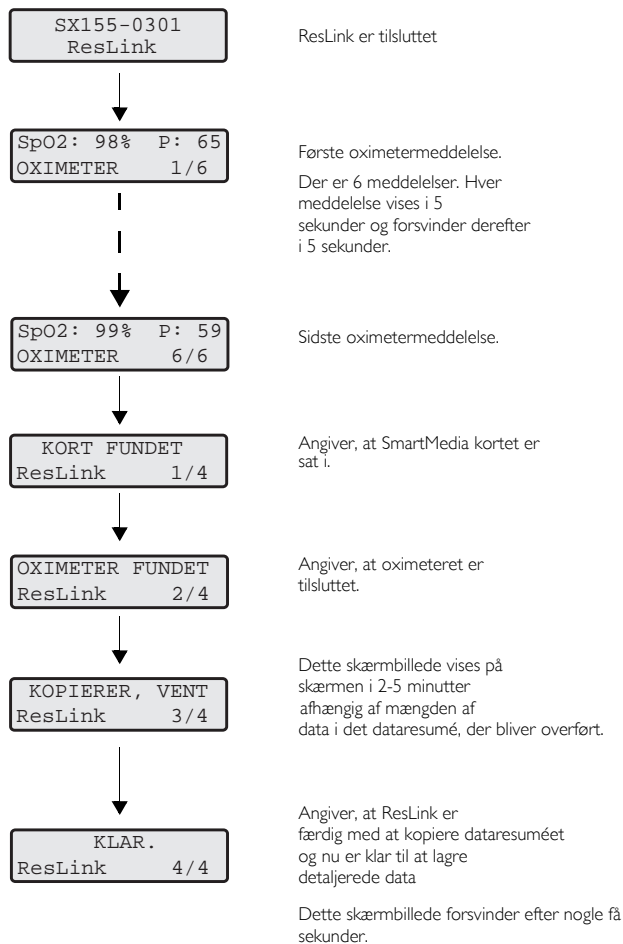 SX155-0301
ResLink
ResLink er tilsluttet
SpO2: 98% P: 65
OXIMETER 1/6
Første oximetermeddelelse.
Der er 6 meddelelser. Hver
meddelelse vises i 5
sekunder og forsvinder derefter
i 5 sekunder.
SpO2: 99% P: 59
OXIMETER 6/6
Sidste oximetermeddelelse.
KORT FUNDET
ResLink 1/4
Angiver, at SmartMedia kortet er
sat i.
OXIMETER FUNDET
ResLink 2/4
Angiver, at oximeteret er
tilsluttet.
KOPIERER, VENT
ResLink 3/4
Dette skærmbillede vises på
skærmen i 2-5 minutter
afhængig af mængden af
data i det dataresumé, der bliver overført.
KLAR.
ResLink 4/4
Angiver, at ResLink er
færdig med at kopiere dataresuméet
og nu er klar til at lagre
detaljerede data
Dette skærmbillede forsvinder efter nogle få
sekunder.